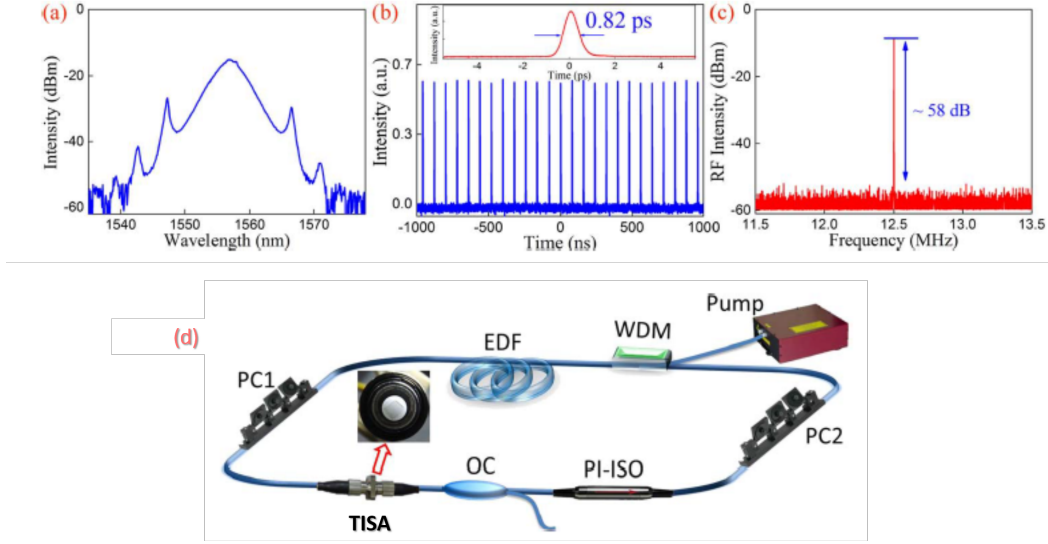 (a)
0
-20
-40
-60
Intensity (dBm)
1540 1550 1560 1570
Wavelength (nm)
(b)
0.7
0.3
0.0
Intensity (a.u.)
Intensity (a.u.)
0.82 ps
-4 -2 0 2 4
Time (ps)
-1000 -500 0 500 1000
Time (ns)
(c)
0
-20
-40
-60
RF Intensity (dBm)
~ 58 dB
11.5 12.0 12.5 13.0 13.5
Frequency (MHz)
(d)
Pump
WDM
EDF
PC1
PC2
OC
PI-ISO
TISA